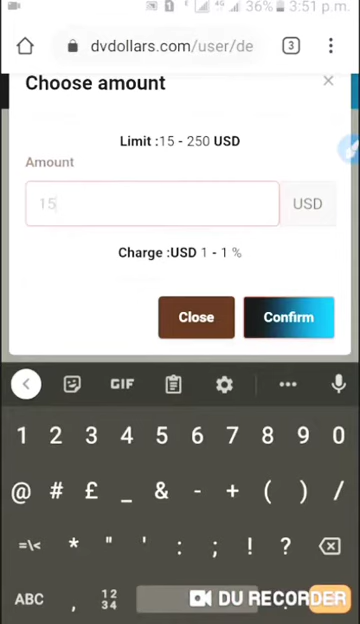 4G 36% 3:51 p.m.
dvdollars.com/user/de 3
Choose amount ×
Limit :15 - 250 USD
Amount
15 USD
Charge :USD 1 - 1 %
Close Confirm
GIF
1 2 3 4 5 6 7 8 9 0
@ # £ _ & - + ( ) /
=\< * " ' : ; ! ?
ABC , 12 34 DU RECORDER